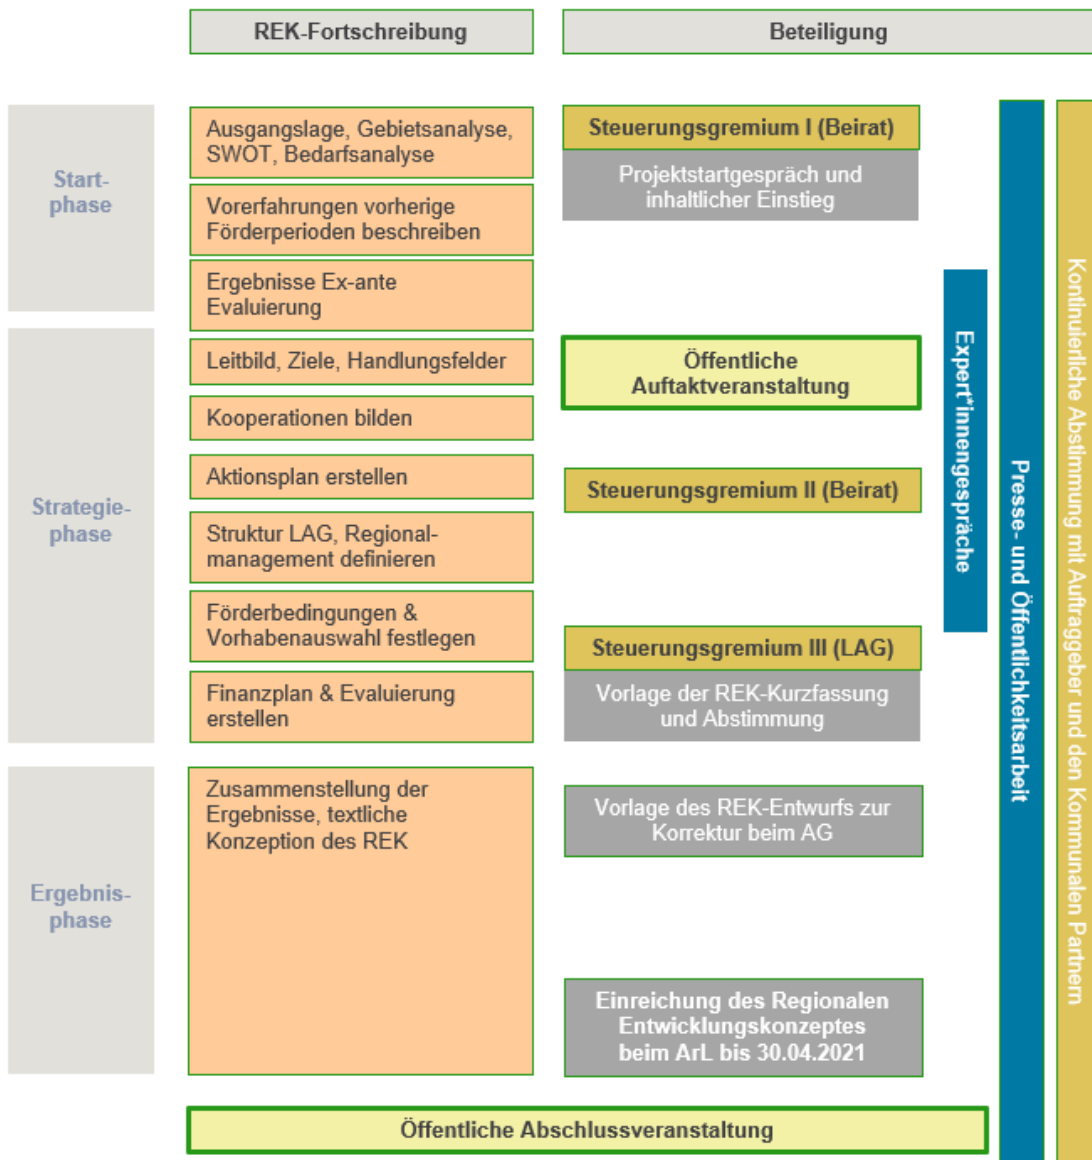 REK-Fortschreibung
Beteiligung
Start-
phase
Ausgangslage, Gebietsanalyse,
SWOT, Bedarfsanalyse
Vorerfahrungen vorherige
Förderperioden beschreiben
Ergebnisse Ex-ante
Evaluierung
Steuerungsgremium I (Beirat)
Projektstartgespräch und
inhaltlicher Einstieg
Strategie-
phase
Leitbild, Ziele, Handlungsfelder
Kooperationen bilden
Aktionsplan erstellen
Struktur LAG, Regional-
management definieren
Förderbedingungen &
Vorhabenauswahl festlegen
Finanzplan & Evaluierung
erstellen
Öffentliche
Auftaktveranstaltung
Steuerungsgremium II (Beirat)
Steuerungsgremium III (LAG)
Vorlage der REK-Kurzfassung
und Abstimmung
Ergebnis-
phase
Zusammenstellung der
Ergebnisse, textliche
Konzeption des REK
Vorlage des REK-Entwurfs zur
Korrektur beim AG
Einreichung des Regionalen
Entwicklungskonzeptes
beim ArL bis 30.04.2021
Expert*innengespräche
Presse- und Öffentlichkeitsarbeit
Kontinuierliche Abstimmung mit Auftraggeber und den Kommunalen Partnern
Öffentliche Abschlussveranstaltung